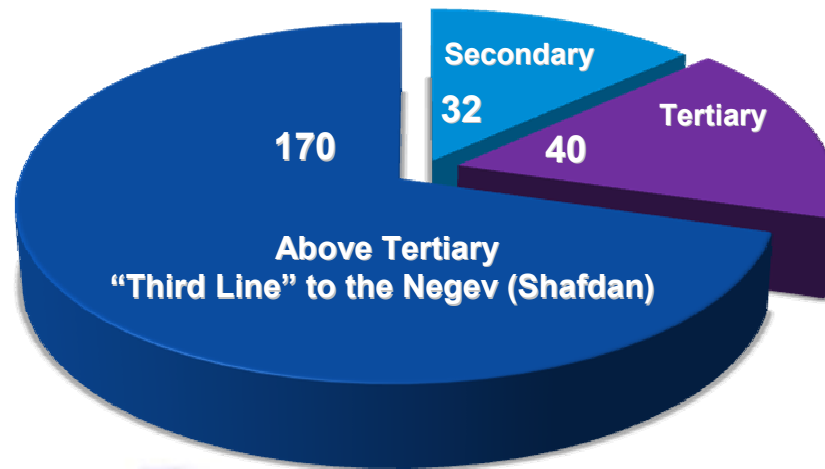 Secondary
32
Tertiary
40
170
Above Tertiary
“Third Line” to the Negev (Shafdan)